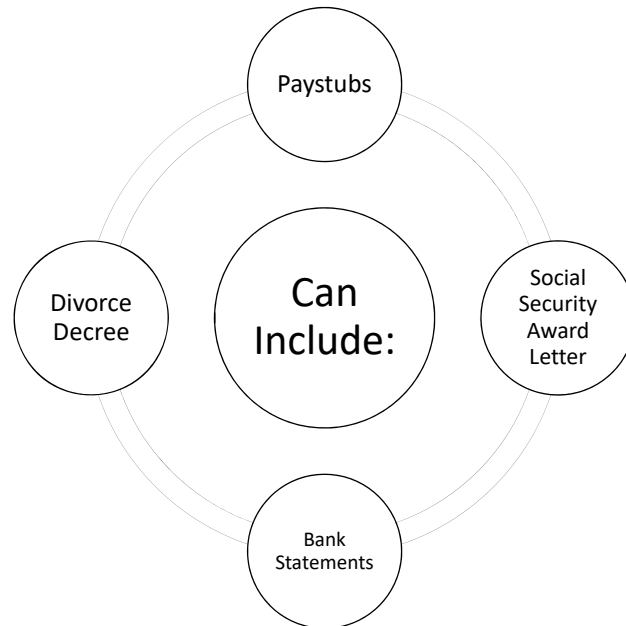 Paystubs
Can
Include:
Social
Security
Award
Letter
Bank
Statements
Divorce
Decree